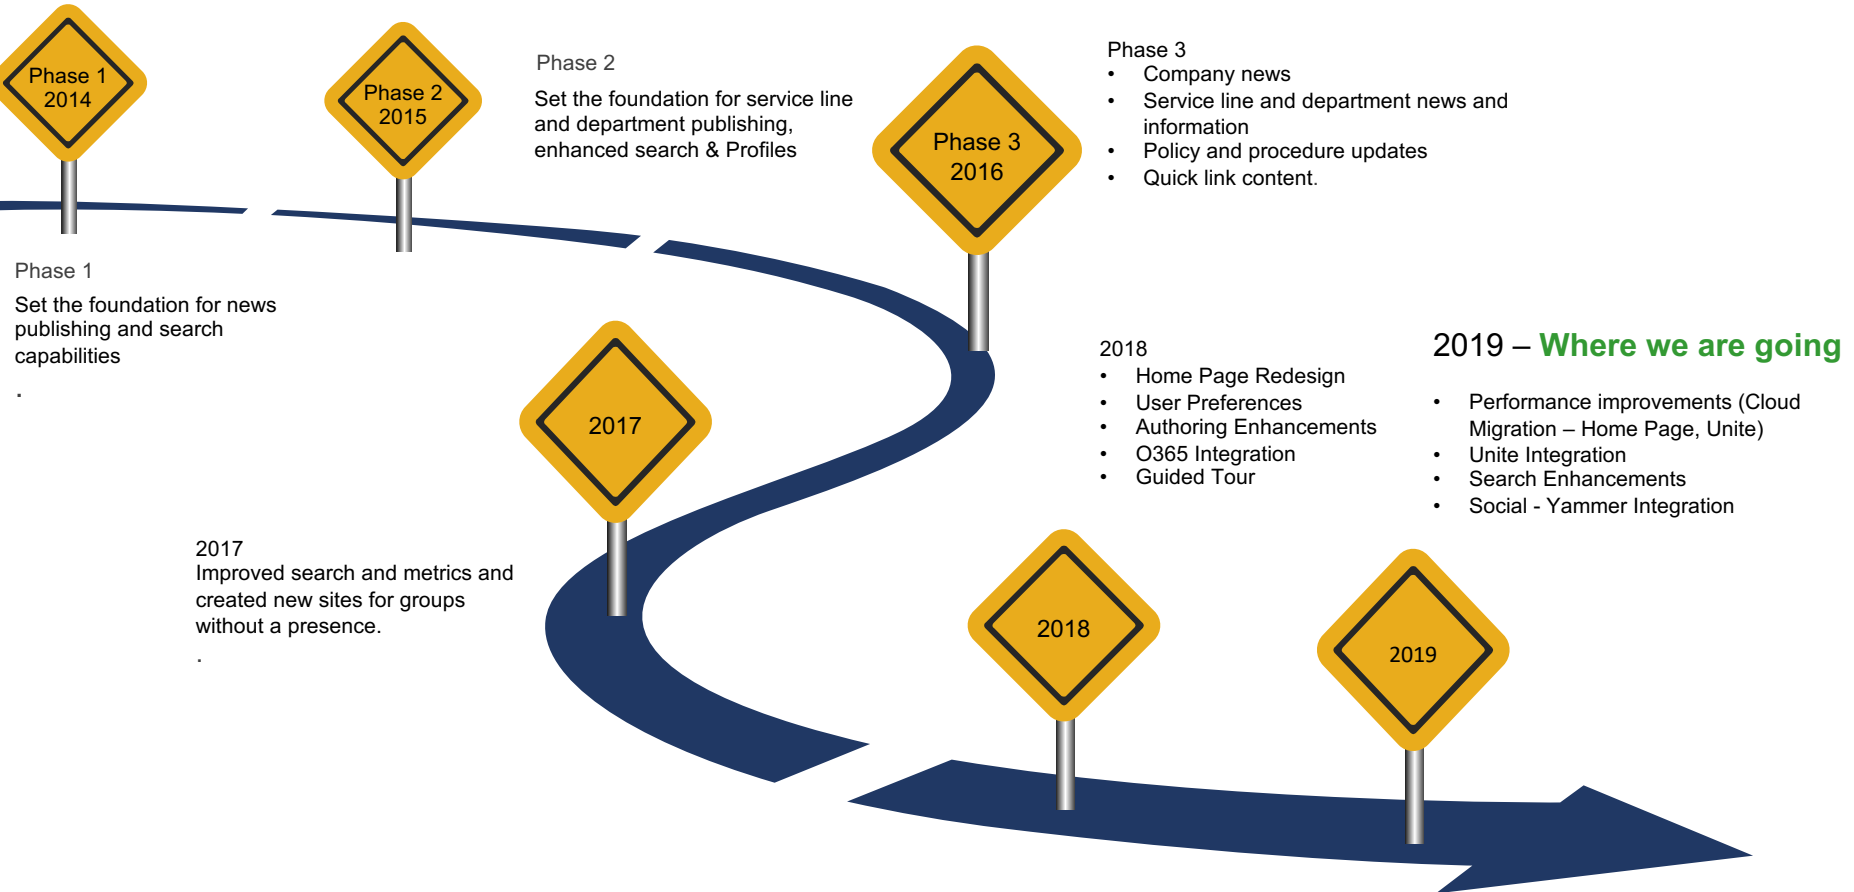 Phase 1
2014
Phase 2
2015
Phase 2
Set the foundation for service line
and department publishing,
enhanced search & Profiles
Phase 3
2016
Phase 3
• Company news
• Service line and department news and
information
• Policy and procedure updates
• Quick link content.
Phase 1
Set the foundation for news
publishing and search
capabilities
.
2017
2017
Improved search and metrics and
created new sites for groups
without a presence.
.
2018
• Home Page Redesign
• User Preferences
• Authoring Enhancements
• O365 Integration
• Guided Tour
2019 – Where we are going
• Performance improvements (Cloud
Migration – Home Page, Unite)
• Unite Integration
• Search Enhancements
• Social - Yammer Integration
2018
2019